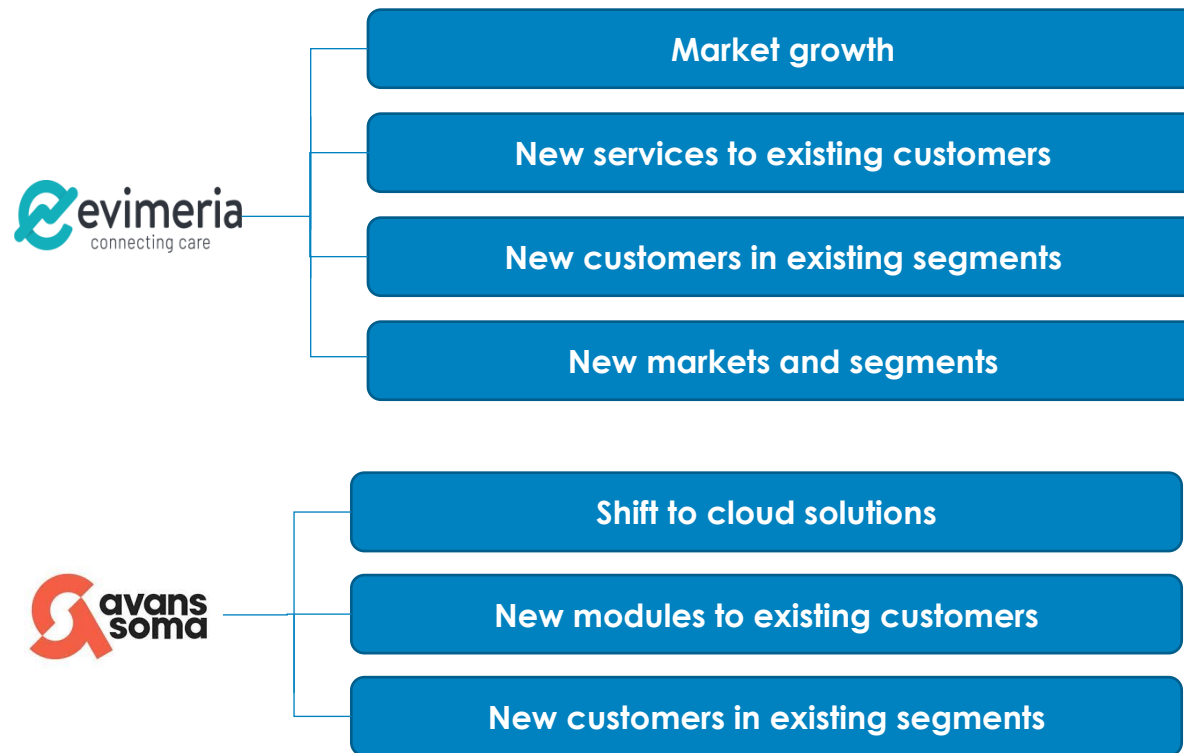 Market growth
New services to existing customers
evimeria
connecting care
New customers in existing segments
New markets and segments
Shift to cloud solutions
avans
soma
New modules to existing customers
New customers in existing segments